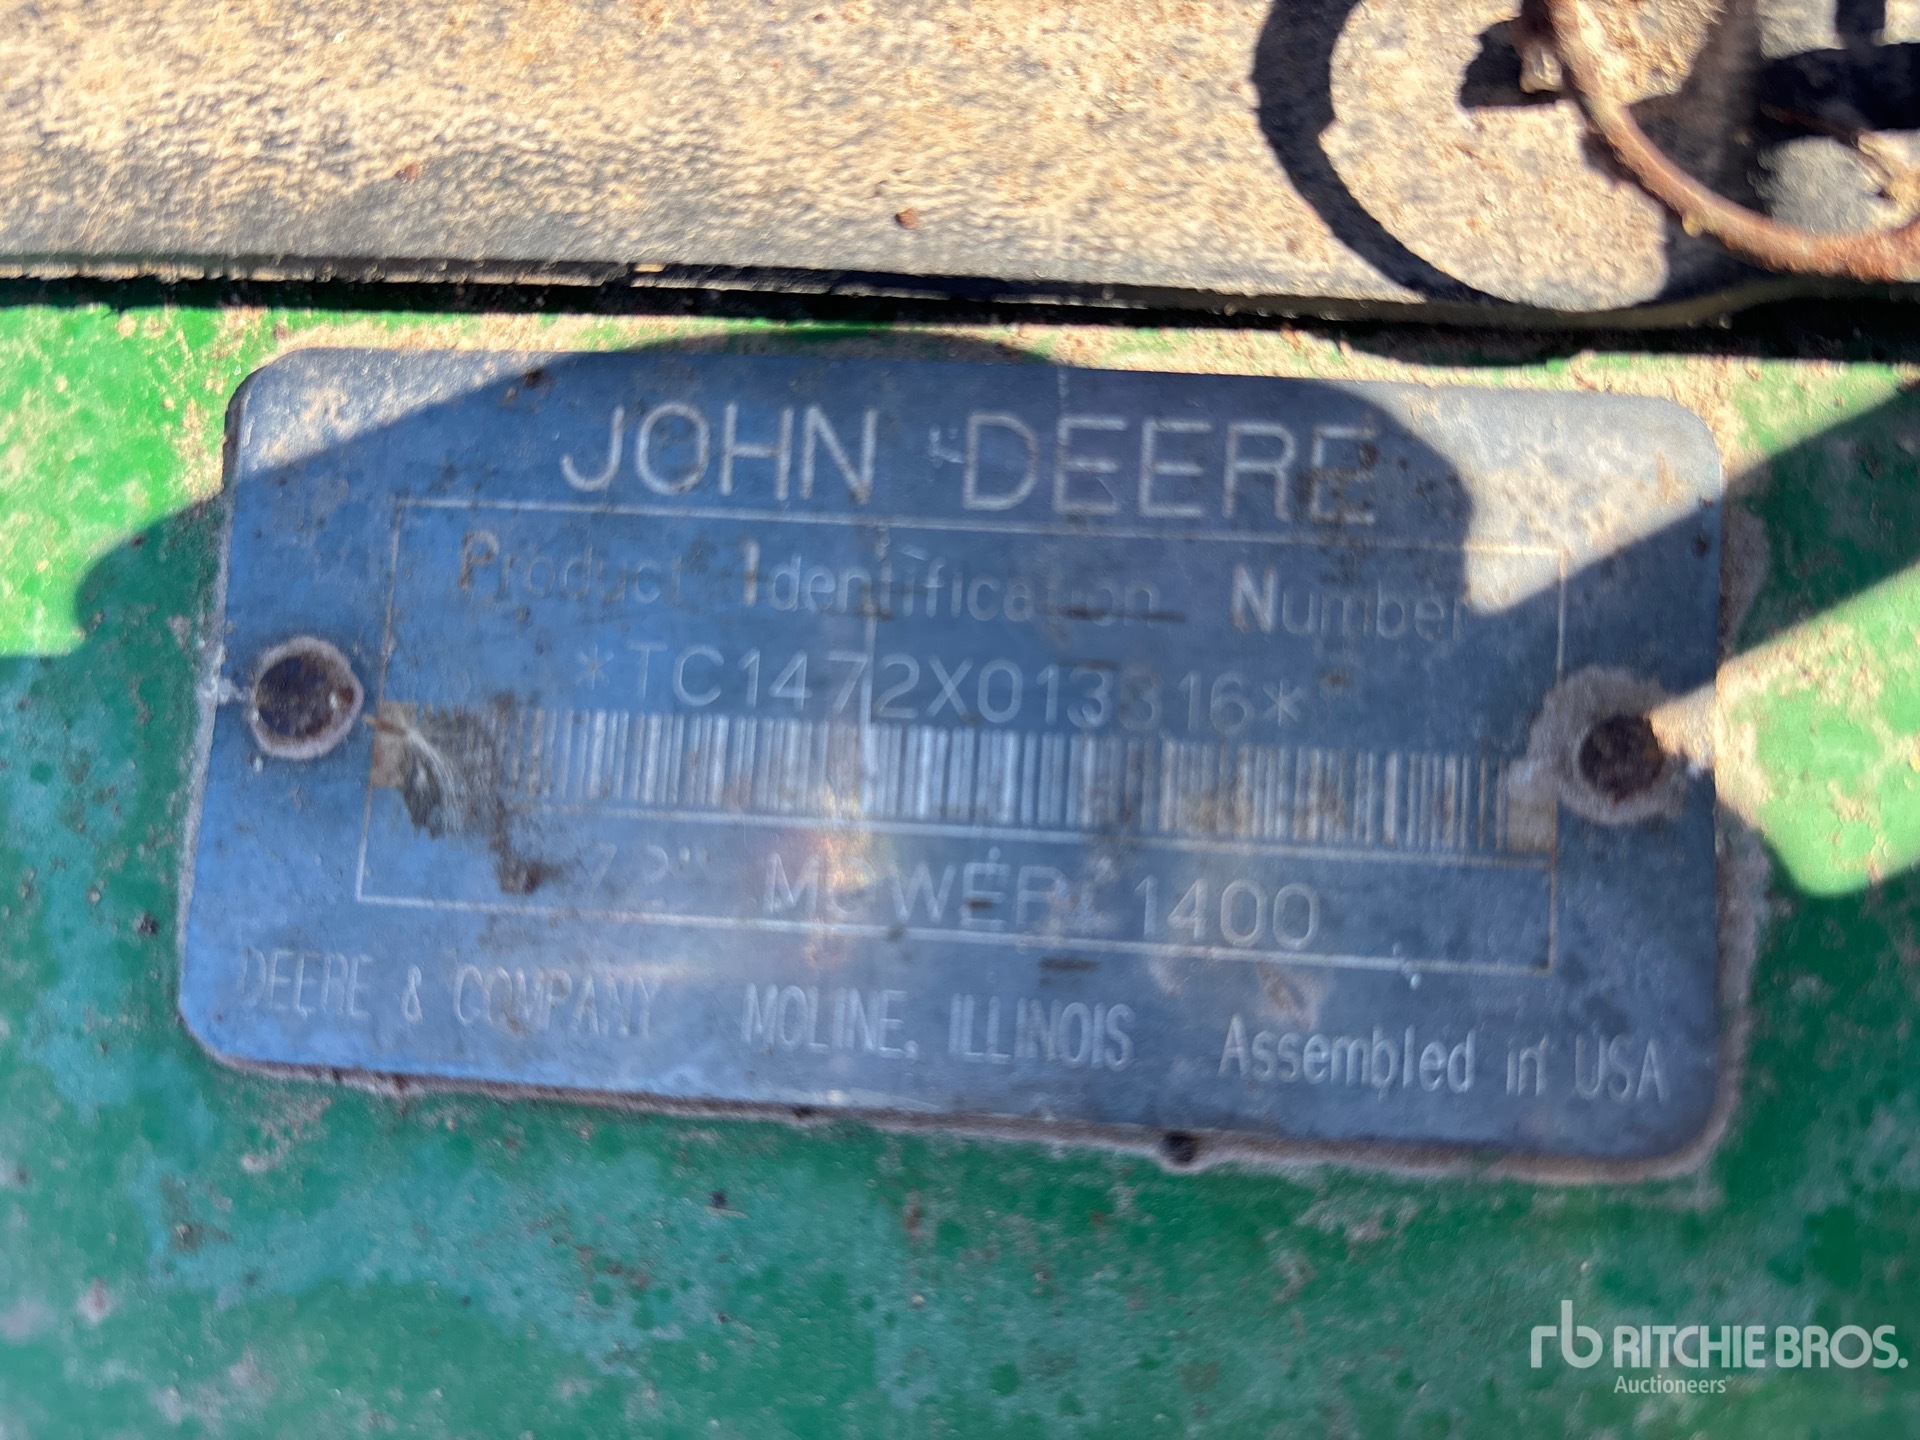 JOHN DEERE
Product Identification Number
*TC1472X013316*
72" MOWER, 1400
DEERE & COMPANY MOLINE, ILLINOIS Assembled in USA
rb RITCHIE BROS.
Auctioneers